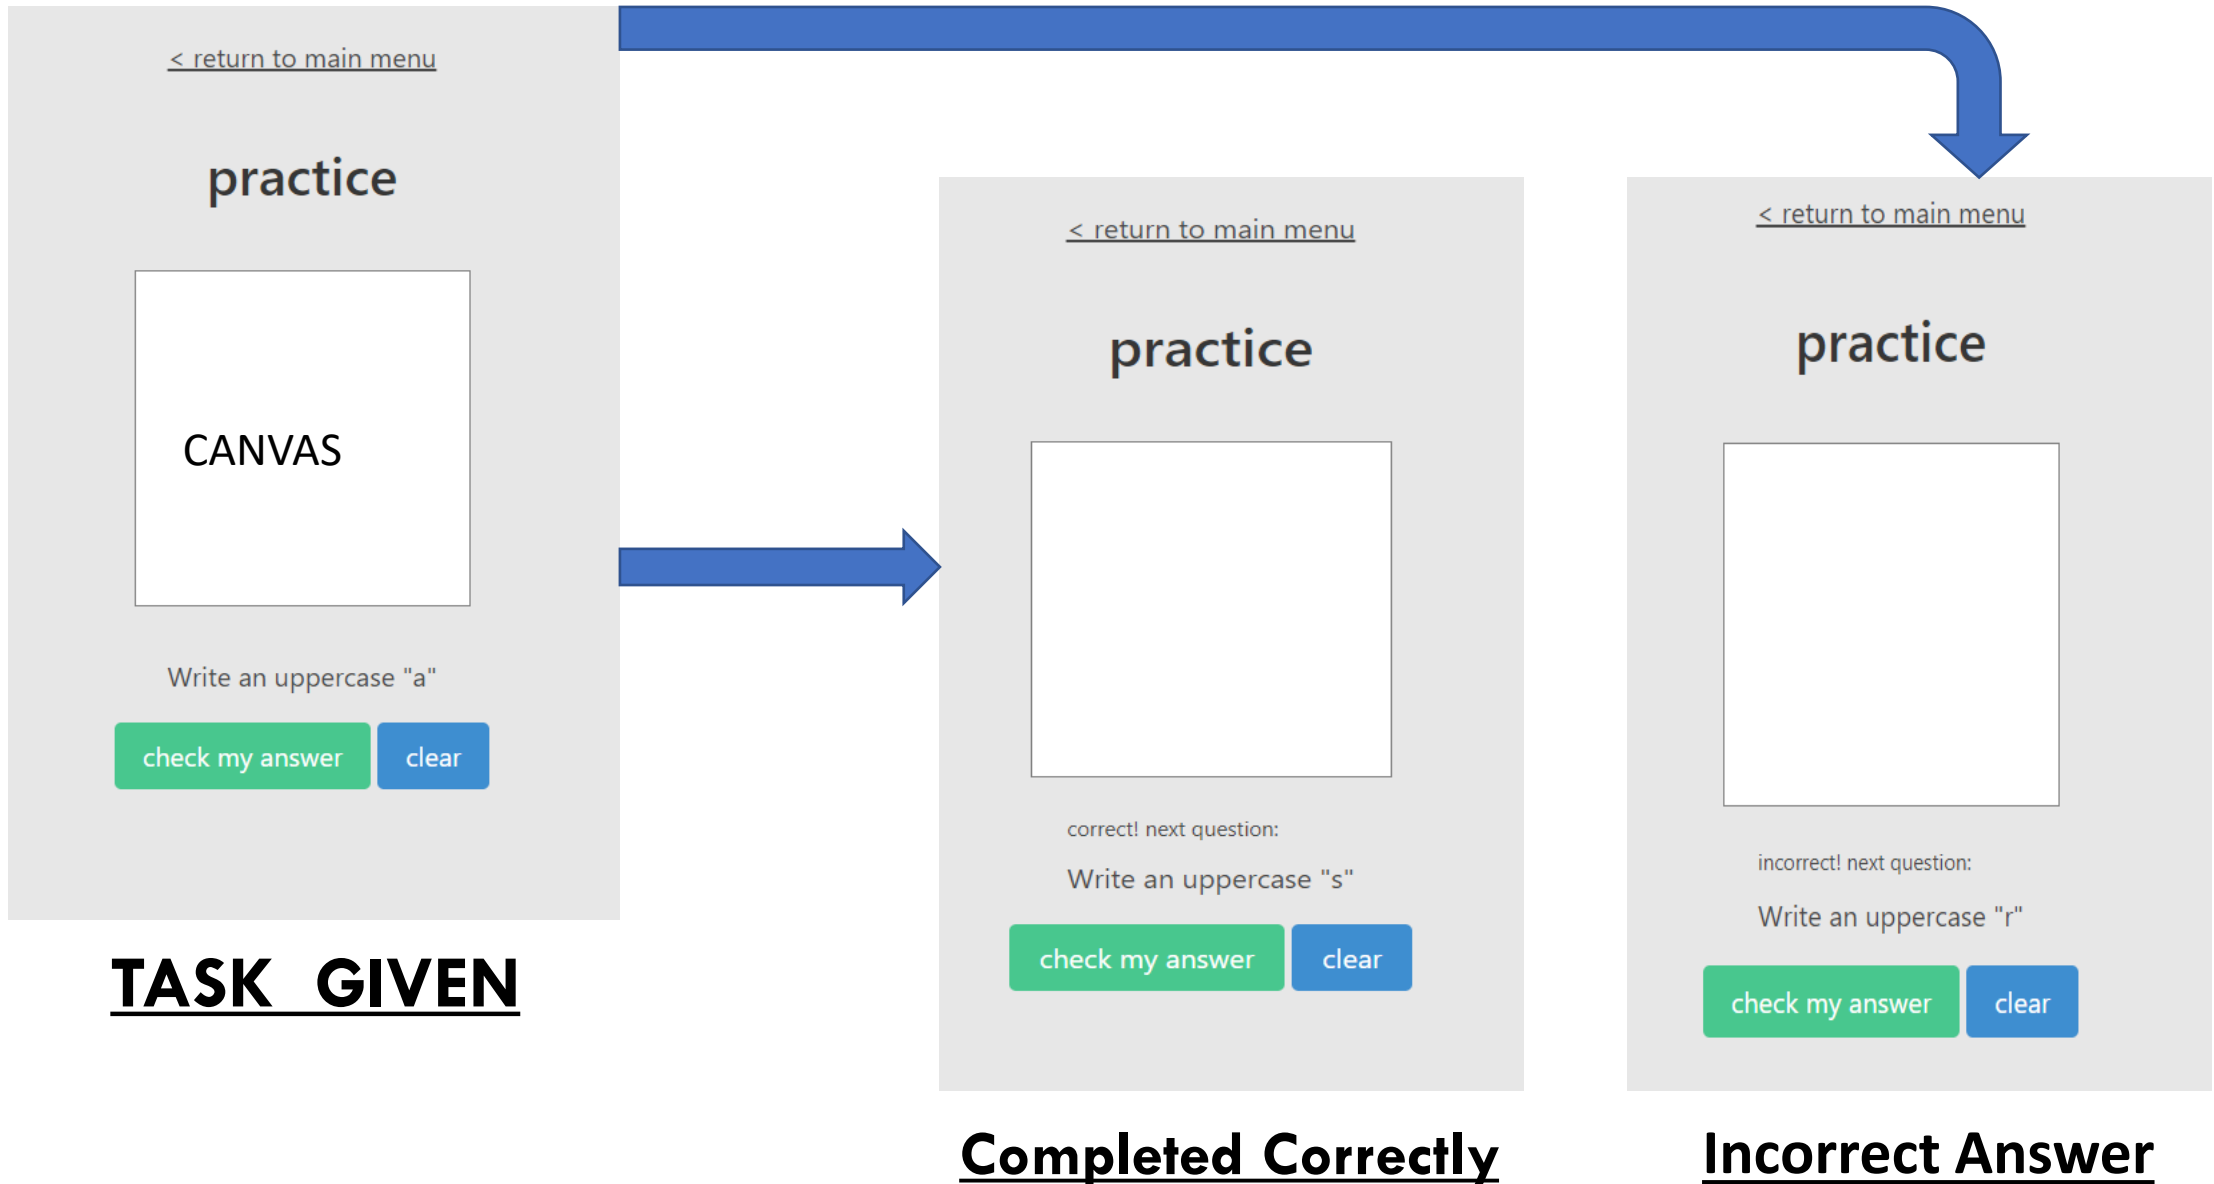 < return to main menu
practice
CANVAS
Write an uppercase "a"
check my answer
clear
TASK GIVEN
< return to main menu
practice
correct! next question:
Write an uppercase "s"
check my answer
clear
Completed Correctly
< return to main menu
practice
incorrect! next question:
Write an uppercase "r"
check my answer
clear
Incorrect Answer